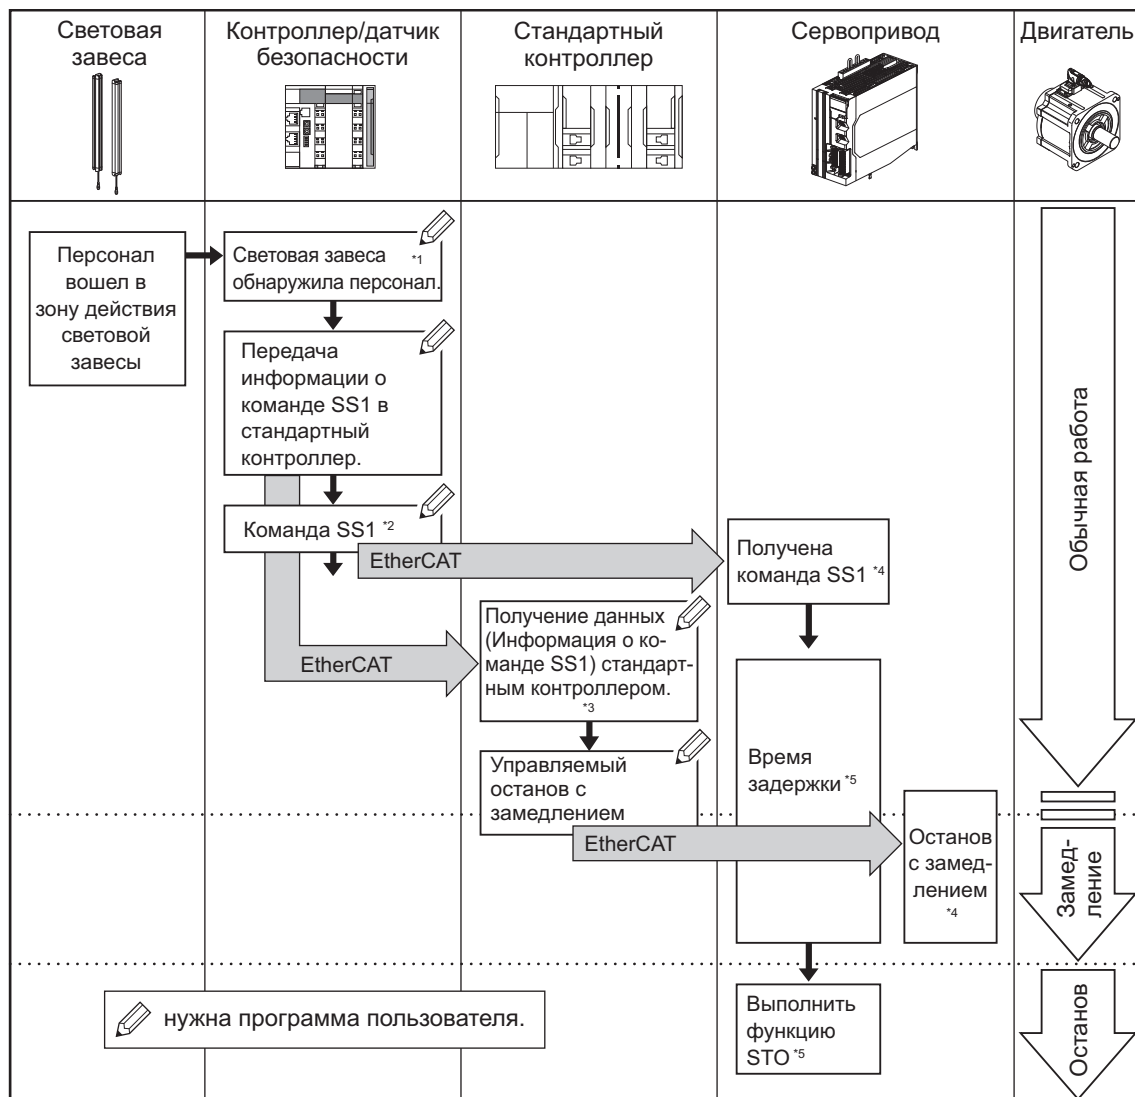 Световая
завеса
Контроллер/датчик
безопасности
Стандартный
контроллер
Сервопривод
Двигатель
Персонал
вошел в
зону действия
световой
завесы
Световая завеса *1
обнаружила персонал.
Передача
информации о
команде SS1 в
стандартный
контроллер.
Команда SS1 *2
EtherCAT
Получена
команда SS1 *4
EtherCAT
Получение данных
(Информация о ко-
манде SS1) стандарт-
ным контроллером.
*3
Управляемый
останов с
замедлением
EtherCAT
Время
задержки *5
Останов
с замед-
лением
*4
Выполнить
функцию
STO *5
Обычная работа
Замед-
ление
Останов
нужна программа пользователя.